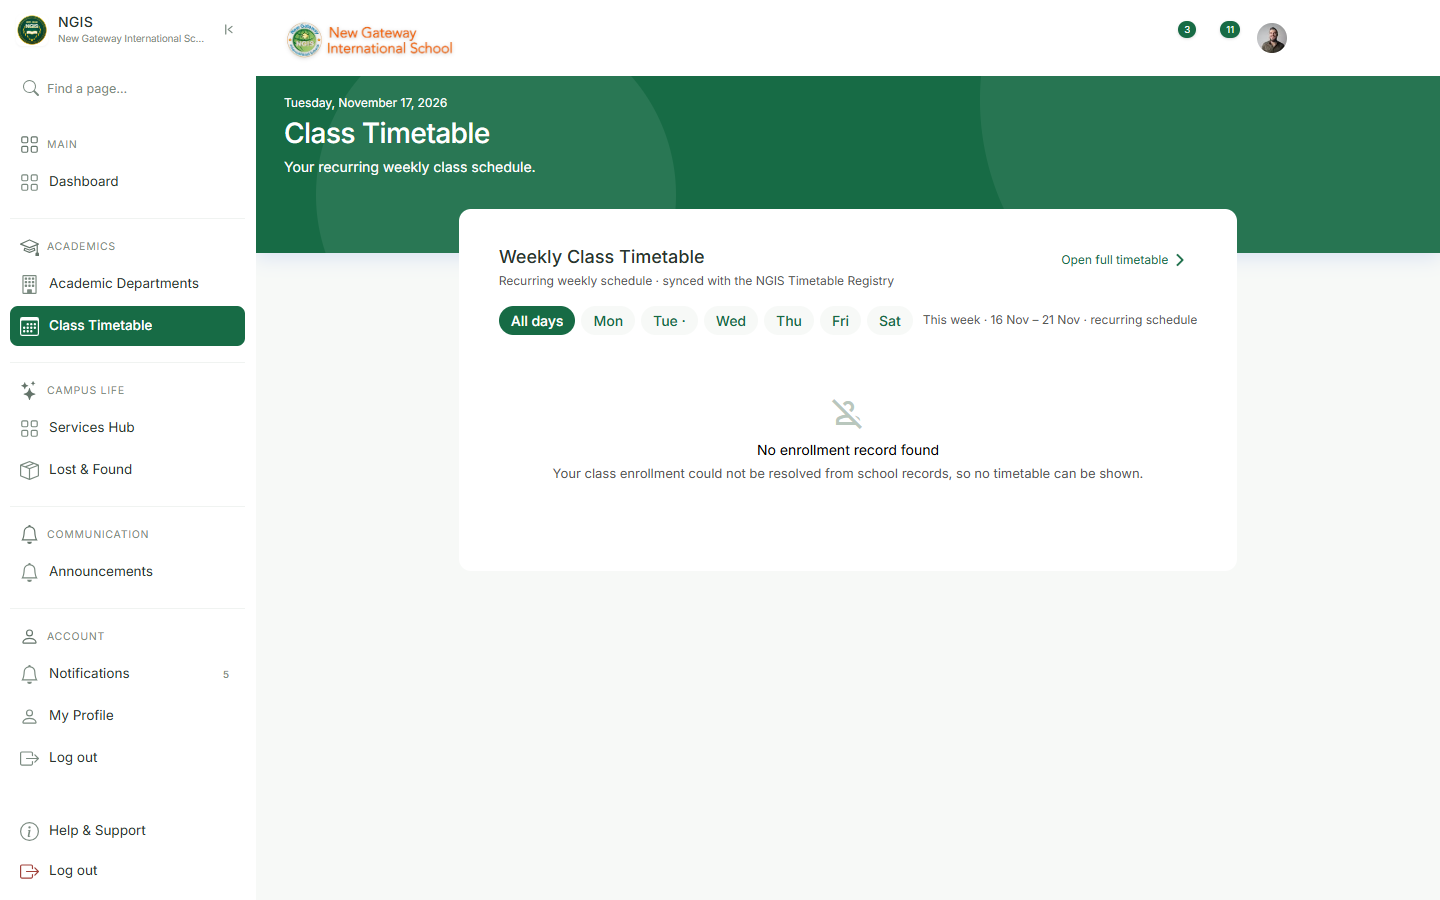 NGIS
New Gateway International Sc...
Find a page...
MAIN
Dashboard
ACADEMICS
Academic Departments
Class Timetable
CAMPUS LIFE
Services Hub
Lost & Found
COMMUNICATION
Announcements
ACCOUNT
Notifications 5
My Profile
Log out
Help & Support
Log out
New Gateway
International School
3 11
Tuesday, November 17, 2026
Class Timetable
Your recurring weekly class schedule.
Weekly Class Timetable
Open full timetable
Recurring weekly schedule · synced with the NGIS Timetable Registry
All days Mon Tue · Wed Thu Fri Sat This week · 16 Nov – 21 Nov · recurring schedule
No enrollment record found
Your class enrollment could not be resolved from school records, so no timetable can be shown.